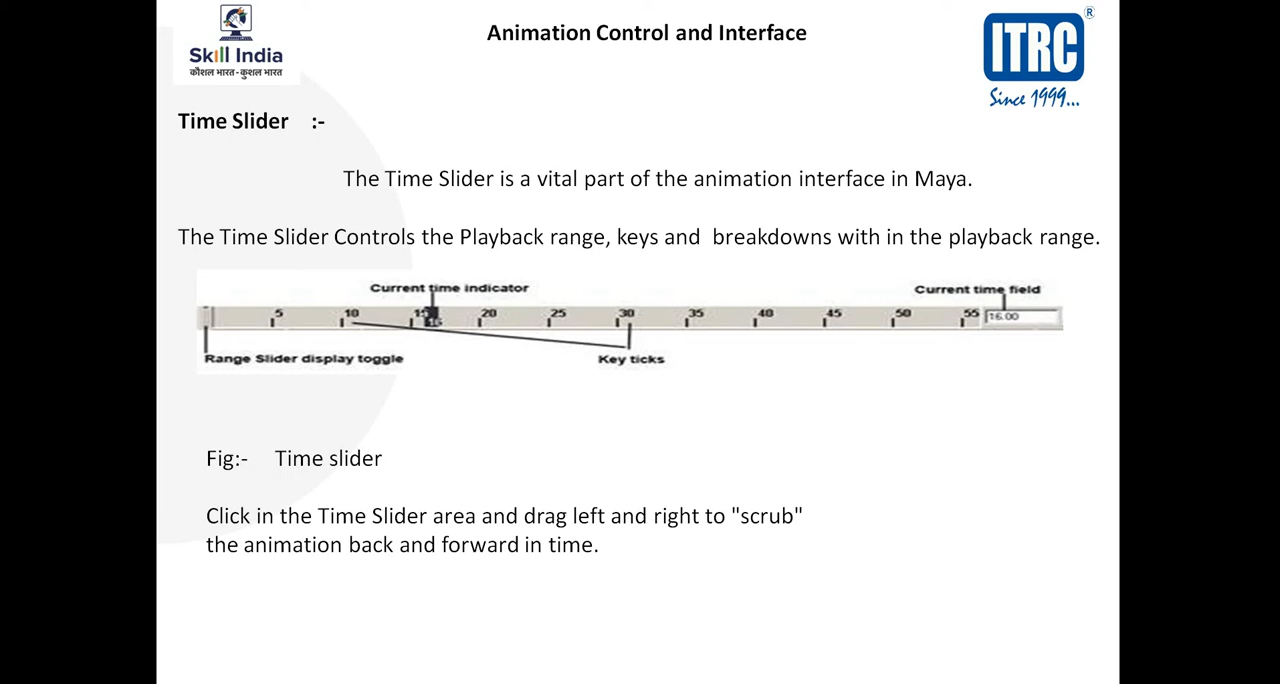 Skill India
कौशल भारत-कुशल भारत
Animation Control and Interface
ITRC
®
Since 1999...
Time Slider :-
The Time Slider is a vital part of the animation interface in Maya.
The Time Slider Controls the Playback range, keys and breakdowns with in the playback range.
Current time indicator
Current time field
5 10 15 20 25 30 35 40 45 50 55 16.00
16
Range Slider display toggle
Key ticks
Fig:- Time slider
Click in the Time Slider area and drag left and right to "scrub"
the animation back and forward in time.